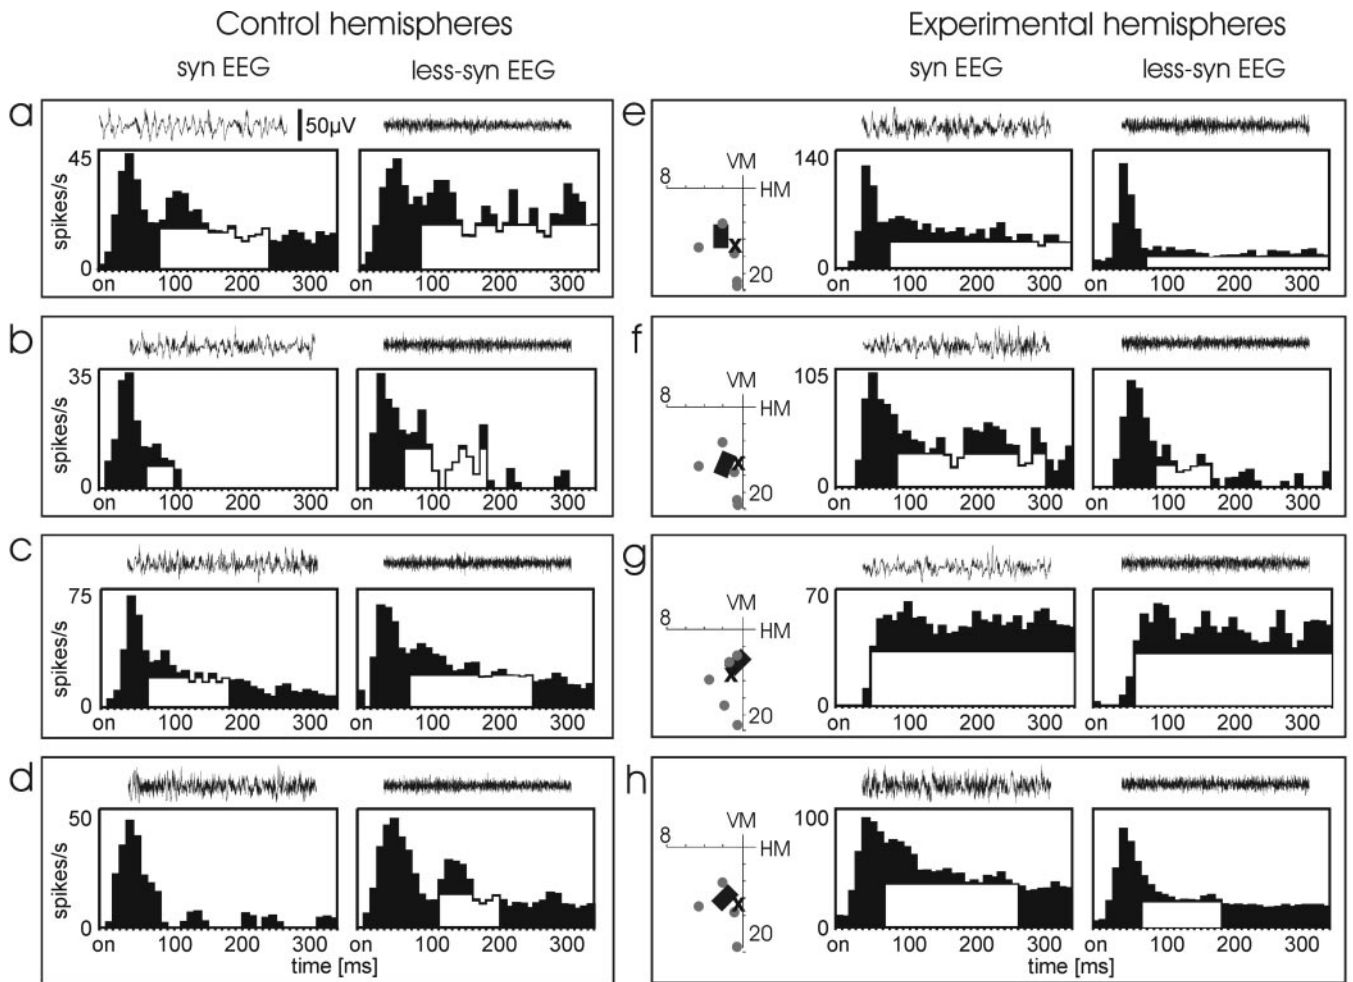 Control hemispheres Experimental hemispheres
syn EEG less-syn EEG syn EEG less-syn EEG
a 50µV e
45 spikes/s 0 on 100 200 300 on 100 200 300
8 VM HM 20
140 0 on 100 200 300 on 100 200 300
b f
35 spikes/s 0 on 100 200 300 on 100 200 300
8 VM HM 20
105 0 on 100 200 300 on 100 200 300
c g
75 spikes/s 0 on 100 200 300 on 100 200 300
8 VM HM 20
70 0 on 100 200 300 on 100 200 300
d h
50 spikes/s 0 on 100 200 300 on 100 200 300
8 VM HM 20
100 50 0 on 100 200 300 on 100 200 300
time [ms] time [ms]